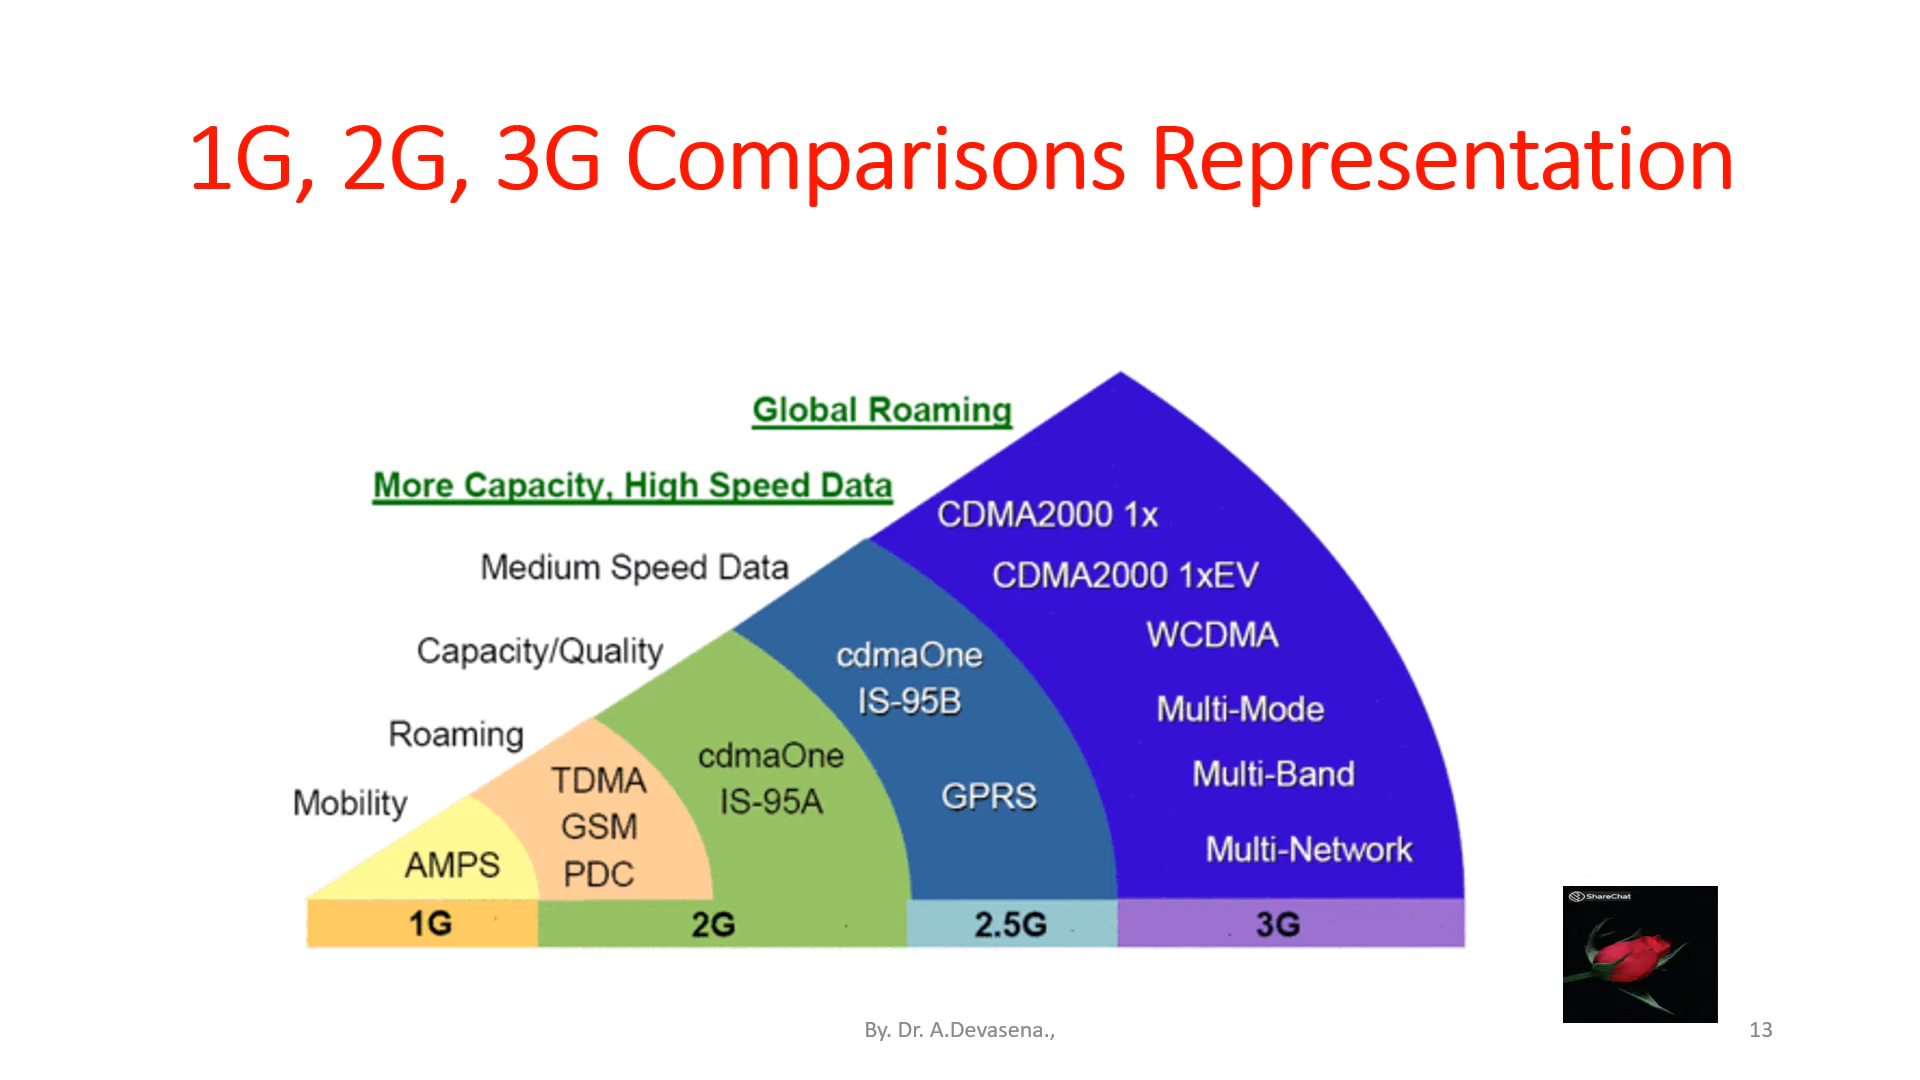 1G, 2G, 3G Comparisons Representation
Global Roaming
More Capacity, High Speed Data
Medium Speed Data
Capacity/Quality
Roaming
Mobility
CDMA2000 1x
CDMA2000 1xEV
WCDMA
Multi-Mode
Multi-Band
Multi-Network
cdmaOne
IS-95B
GPRS
cdmaOne
IS-95A
TDMA
GSM
PDC
AMPS
1G
2G
2.5G
3G
ShareChat
By. Dr. A.Devasena.,
13